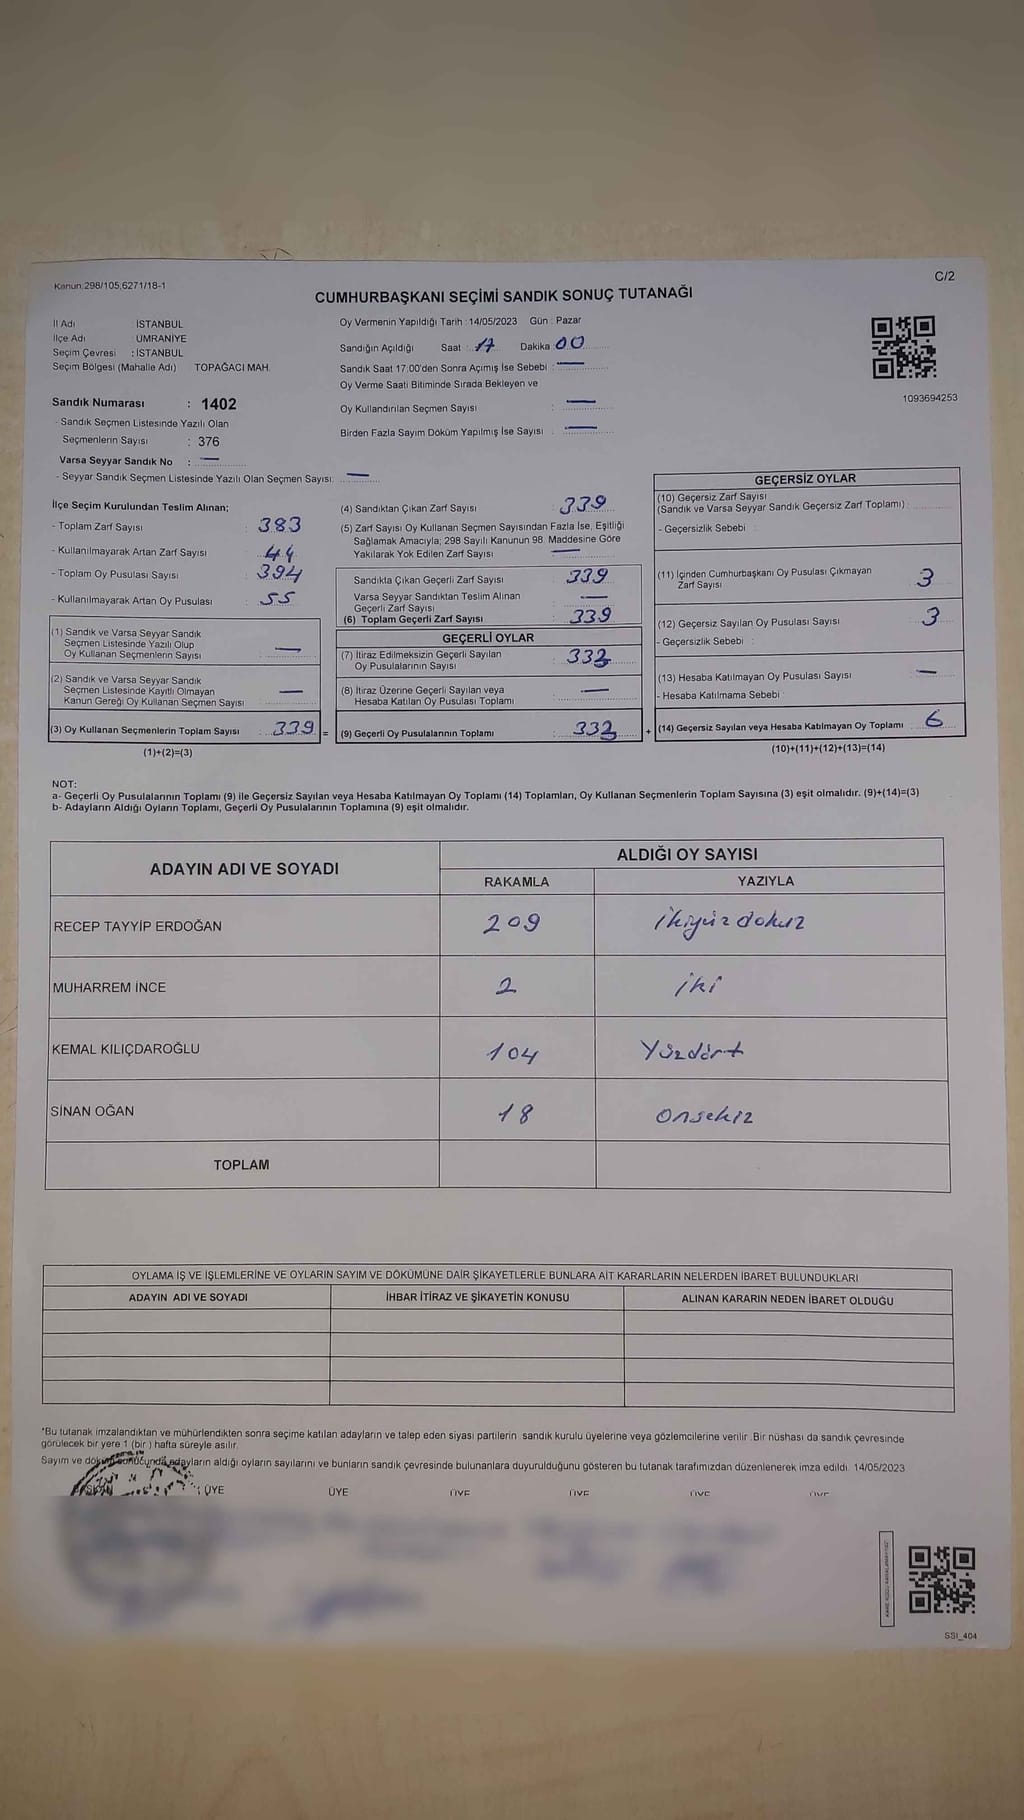 Kanun.298/105,6271/18-1
C/2
CUMHURBAŞKANI SEÇİMİ SANDIK SONUÇ TUTANAĞI
İl Adı : İSTANBUL
İlçe Adı : ÜMRANİYE
Seçim Çevresi : İSTANBUL
Seçim Bölgesi (Mahalle Adı) TOPAĞACI MAH.
Sandık Numarası : 1402
- Sandık Seçmen Listesinde Yazılı Olan
Seçmenlerin Sayısı : 376
Varsa Seyyar Sandık No : —
- Seyyar Sandık Seçmen Listesinde Yazılı Olan Seçmen Sayısı: —
Oy Vermenin Yapıldığı Tarih : 14/05/2023 Gün : Pazar
Sandığın Açıldığı Saat : 17 Dakika 00
Sandık Saat 17:00'den Sonra Açımış İse Sebebi : —
Oy Verme Saati Bitiminde Sırada Bekleyen ve
Oy Kullandırılan Seçmen Sayısı : —
Birden Fazla Sayım Döküm Yapılmış İse Sayısı : —
1093694253
İlçe Seçim Kurulundan Teslim Alınan;
- Toplam Zarf Sayısı : 383
- Kullanılmayarak Artan Zarf Sayısı : 44
- Toplam Oy Pusulası Sayısı : 394
- Kullanılmayarak Artan Oy Pusulası : 55
(1) Sandık ve Varsa Seyyar Sandık
Seçmen Listesinde Yazılı Olup
Oy Kullanan Seçmenlerin Sayısı : —
(2) Sandık ve Varsa Seyyar Sandık
Seçmen Listesinde Kayıtlı Olmayan
Kanun Gereği Oy Kullanan Seçmen Sayısı : —
(3) Oy Kullanan Seçmenlerin Toplam Sayısı : 339 =
(1)+(2)=(3)
(4) Sandıktan Çıkan Zarf Sayısı : 339
(5) Zarf Sayısı Oy Kullanan Seçmen Sayısından Fazla İse, Eşitliği
Sağlamak Amacıyla; 298 Sayılı Kanunun 98. Maddesine Göre
Yakılarak Yok Edilen Zarf Sayısı : —
Sandıkta Çıkan Geçerli Zarf Sayısı : 339
Varsa Seyyar Sandıktan Teslim Alınan
Geçerli Zarf Sayısı : —
(6) Toplam Geçerli Zarf Sayısı : 339
GEÇERLİ OYLAR
(7) İtiraz Edilmeksizin Geçerli Sayılan
Oy Pusulalarının Sayısı : 333
(8) İtiraz Üzerine Geçerli Sayılan veya
Hesaba Katılan Oy Pusulası Toplamı : —
(9) Geçerli Oy Pusulalarının Toplamı : 333 +
GEÇERSİZ OYLAR
(10) Geçersiz Zarf Sayısı
(Sandık ve Varsa Seyyar Sandık Geçersiz Zarf Toplamı) :
- Geçersizlik Sebebi :
(11) İçinden Cumhurbaşkanı Oy Pusulası Çıkmayan
Zarf Sayısı : 3
(12) Geçersiz Sayılan Oy Pusulası Sayısı : 3
- Geçersizlik Sebebi :
(13) Hesaba Katılmayan Oy Pusulası Sayısı : —
- Hesaba Katılmama Sebebi :
(14) Geçersiz Sayılan veya Hesaba Katılmayan Oy Toplamı : 6
(10)+(11)+(12)+(13)=(14)
NOT:
a- Geçerli Oy Pusulalarının Toplamı (9) ile Geçersiz Sayılan veya Hesaba Katılmayan Oy Toplamı (14) Toplamları, Oy Kullanan Seçmenlerin Toplam Sayısına (3) eşit olmalıdır. (9)+(14)=(3)
b- Adayların Aldığı Oyların Toplamı, Geçerli Oy Pusulalarının Toplamına (9) eşit olmalıdır.
ADAYIN ADI VE SOYADI ALDIĞI OY SAYISI
RAKAMLA YAZIYLA
RECEP TAYYİP ERDOĞAN 209 İkiyüzdokuz
MUHARREM İNCE 2 iki
KEMAL KILIÇDAROĞLU 104 Yüzdört
SİNAN OĞAN 18 onsekiz
TOPLAM
OYLAMA İŞ VE İŞLEMLERİNE VE OYLARIN SAYIM VE DÖKÜMÜNE DAİR ŞİKAYETLERLE BUNLARA AİT KARARLARIN NELERDEN İBARET BULUNDUKLARI
ADAYIN ADI VE SOYADI İHBAR İTİRAZ VE ŞİKAYETİN KONUSU ALINAN KARARIN NEDEN İBARET OLDUĞU
*Bu tutanak imzalandıktan ve mühürlendikten sonra seçime katılan adayların ve talep eden siyasi partilerin sandık kurulu üyelerine veya gözlemcilerine verilir. Bir nüshası da sandık çevresinde
görülecek bir yere 1 (bir ) hafta süreyle asılır.
Sayım ve döküm sonucunda adayların aldığı oyların sayılarını ve bunların sandık çevresinde bulunanlara duyurulduğunu gösteren bu tutanak tarafımızdan düzenlenerek imza edildi. 14/05/2023
ÜYE ÜYE ÜYE ÜYE ÜYE ÜYE
SSI_404